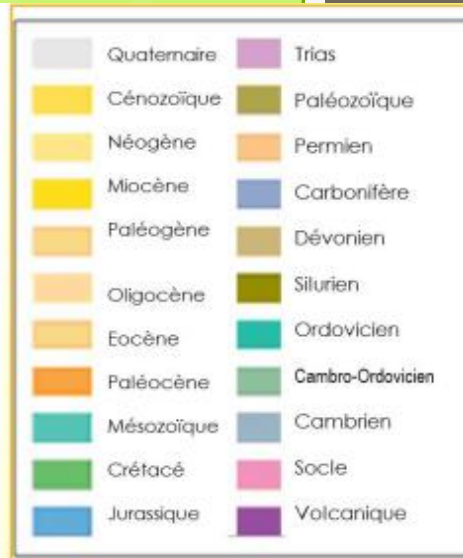 Quaternaire
Cénozoïque
Néogène
Miocène
Paléogène
Oligocène
Eocène
Paléocène
Mésozoïque
Crétacé
Jurassique
Trias
Paléozoïque
Permien
Carbonifère
Dévonien
Silurien
Ordovicien
Cambro-Ordovicien
Cambrien
Socle
Volcanique